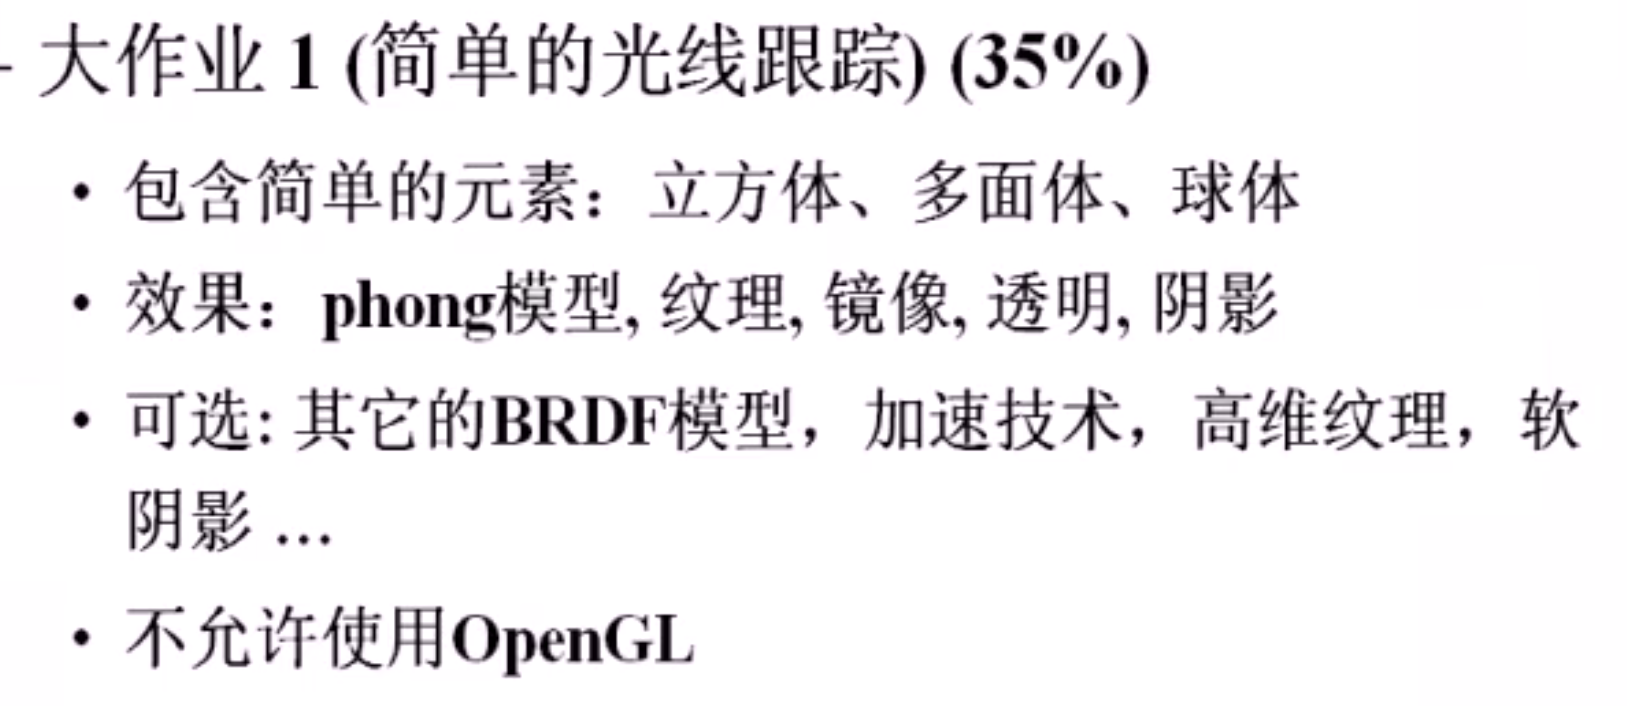 - 大作业 1 (简单的光线跟踪) (35%)
• 包含简单的元素：立方体、多面体、球体
• 效果：phong模型, 纹理, 镜像, 透明, 阴影
• 可选: 其它的BRDF模型，加速技术，高维纹理，软
阴影 ...
• 不允许使用OpenGL